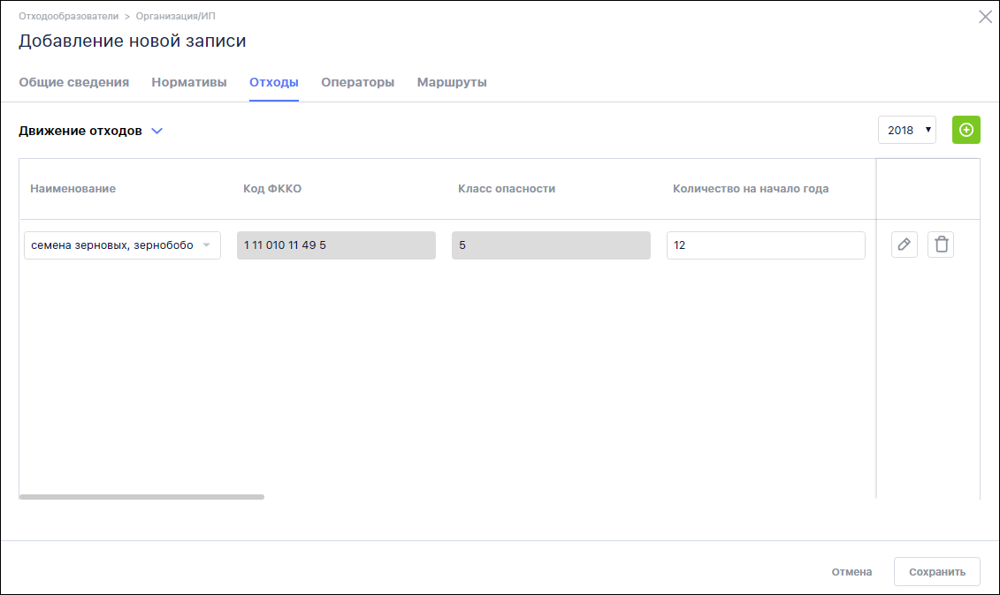 Отходообразователи > Организация/ИП
Добавление новой записи
Общие сведения Нормативы Отходы Операторы Маршруты
Движение отходов 2018
Наименование Код ФККО Класс опасности Количество на начало года
семена зерновых, зернобобо 1 11 010 11 49 5 5 12
Отмена Сохранить